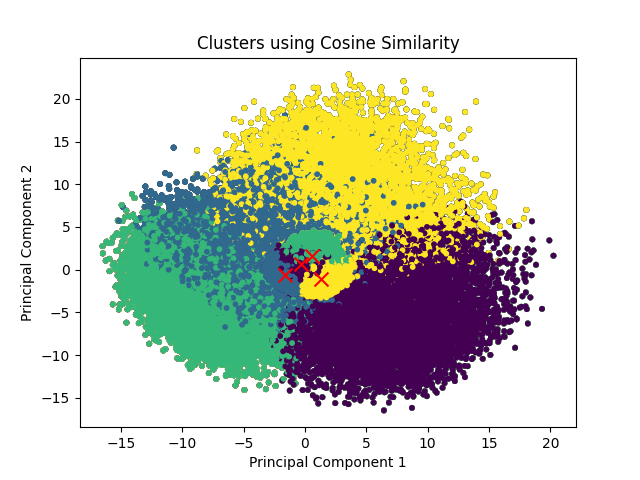 Clusters using Cosine Similarity
20
15
10
5
0
−5
−10
−15
Principal Component 2
−15 −10 −5 0 5 10 15 20
Principal Component 1